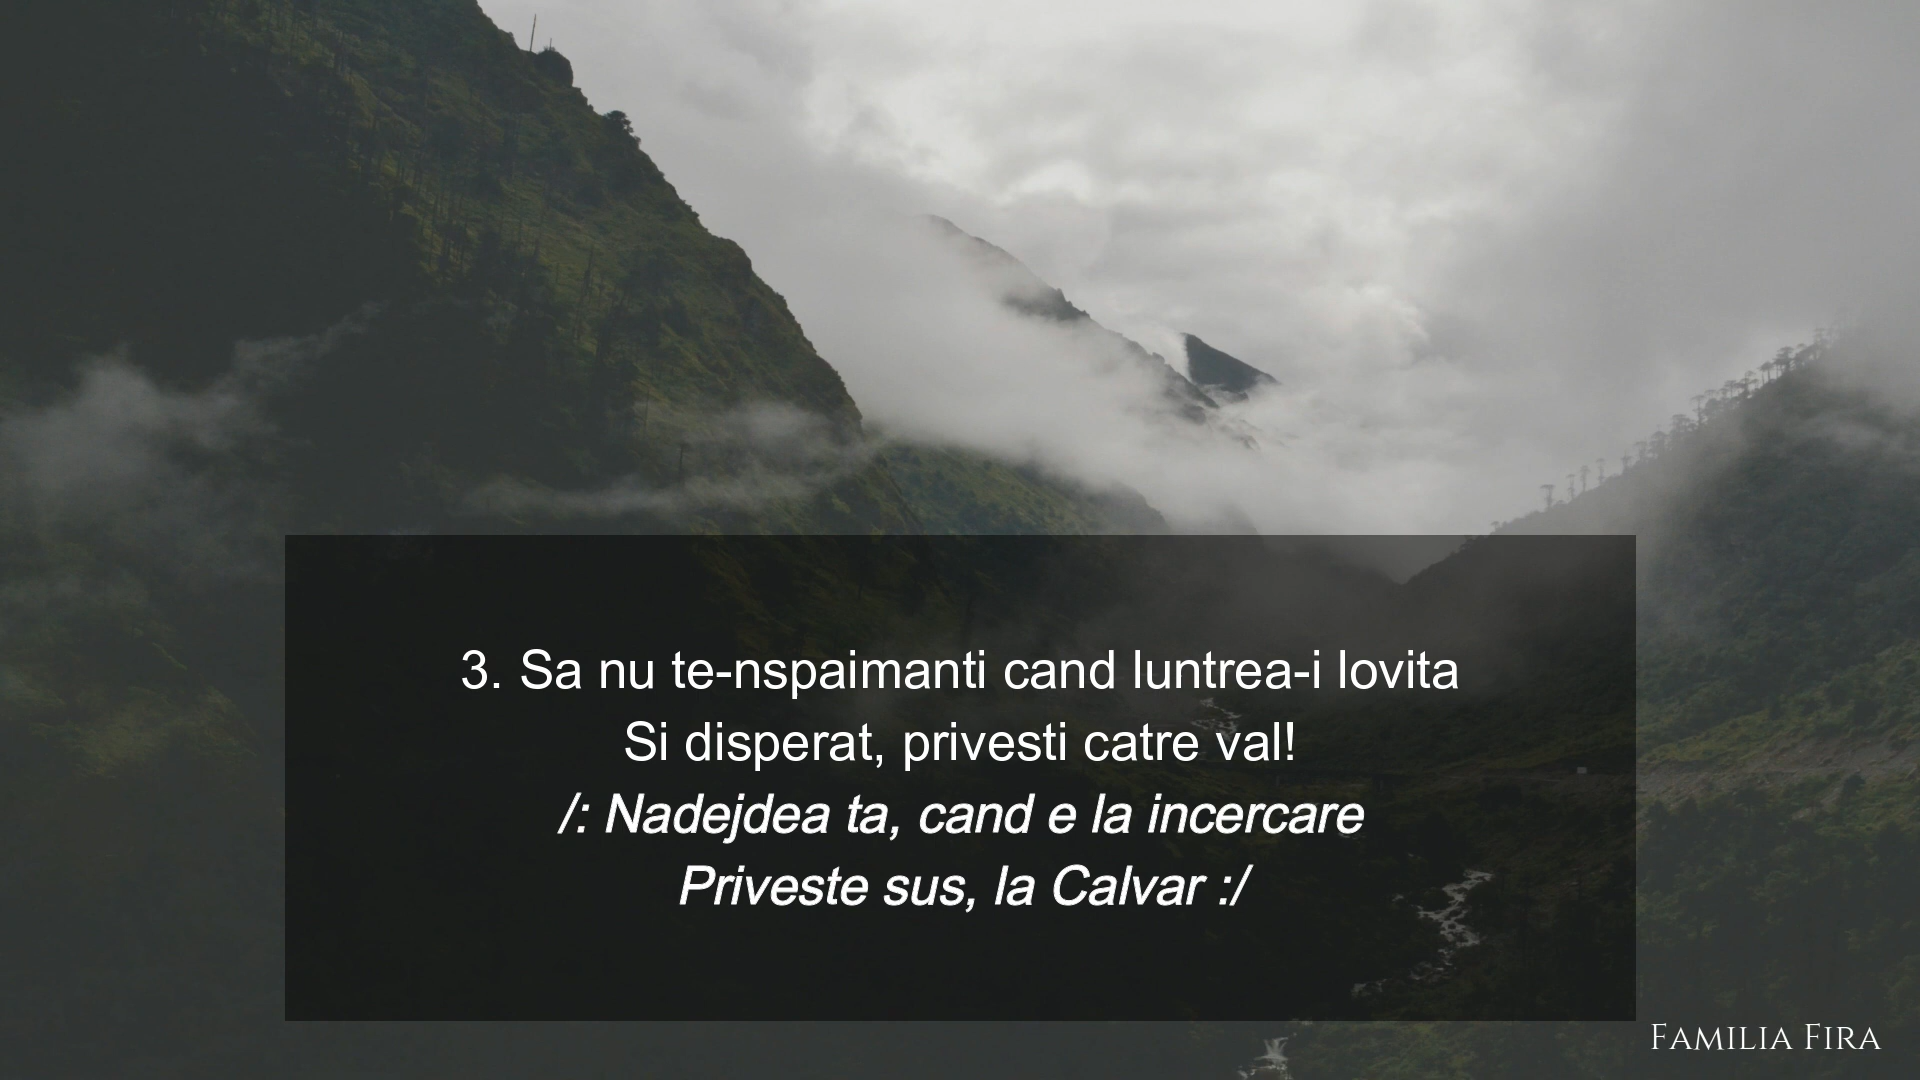 3. Sa nu te-nspaimanti cand luntrea-i lovita
Si disperat, privesti catre val!
/: Nadejdea ta, cand e la incercare
Priveste sus, la Calvar :/
Familia Fira